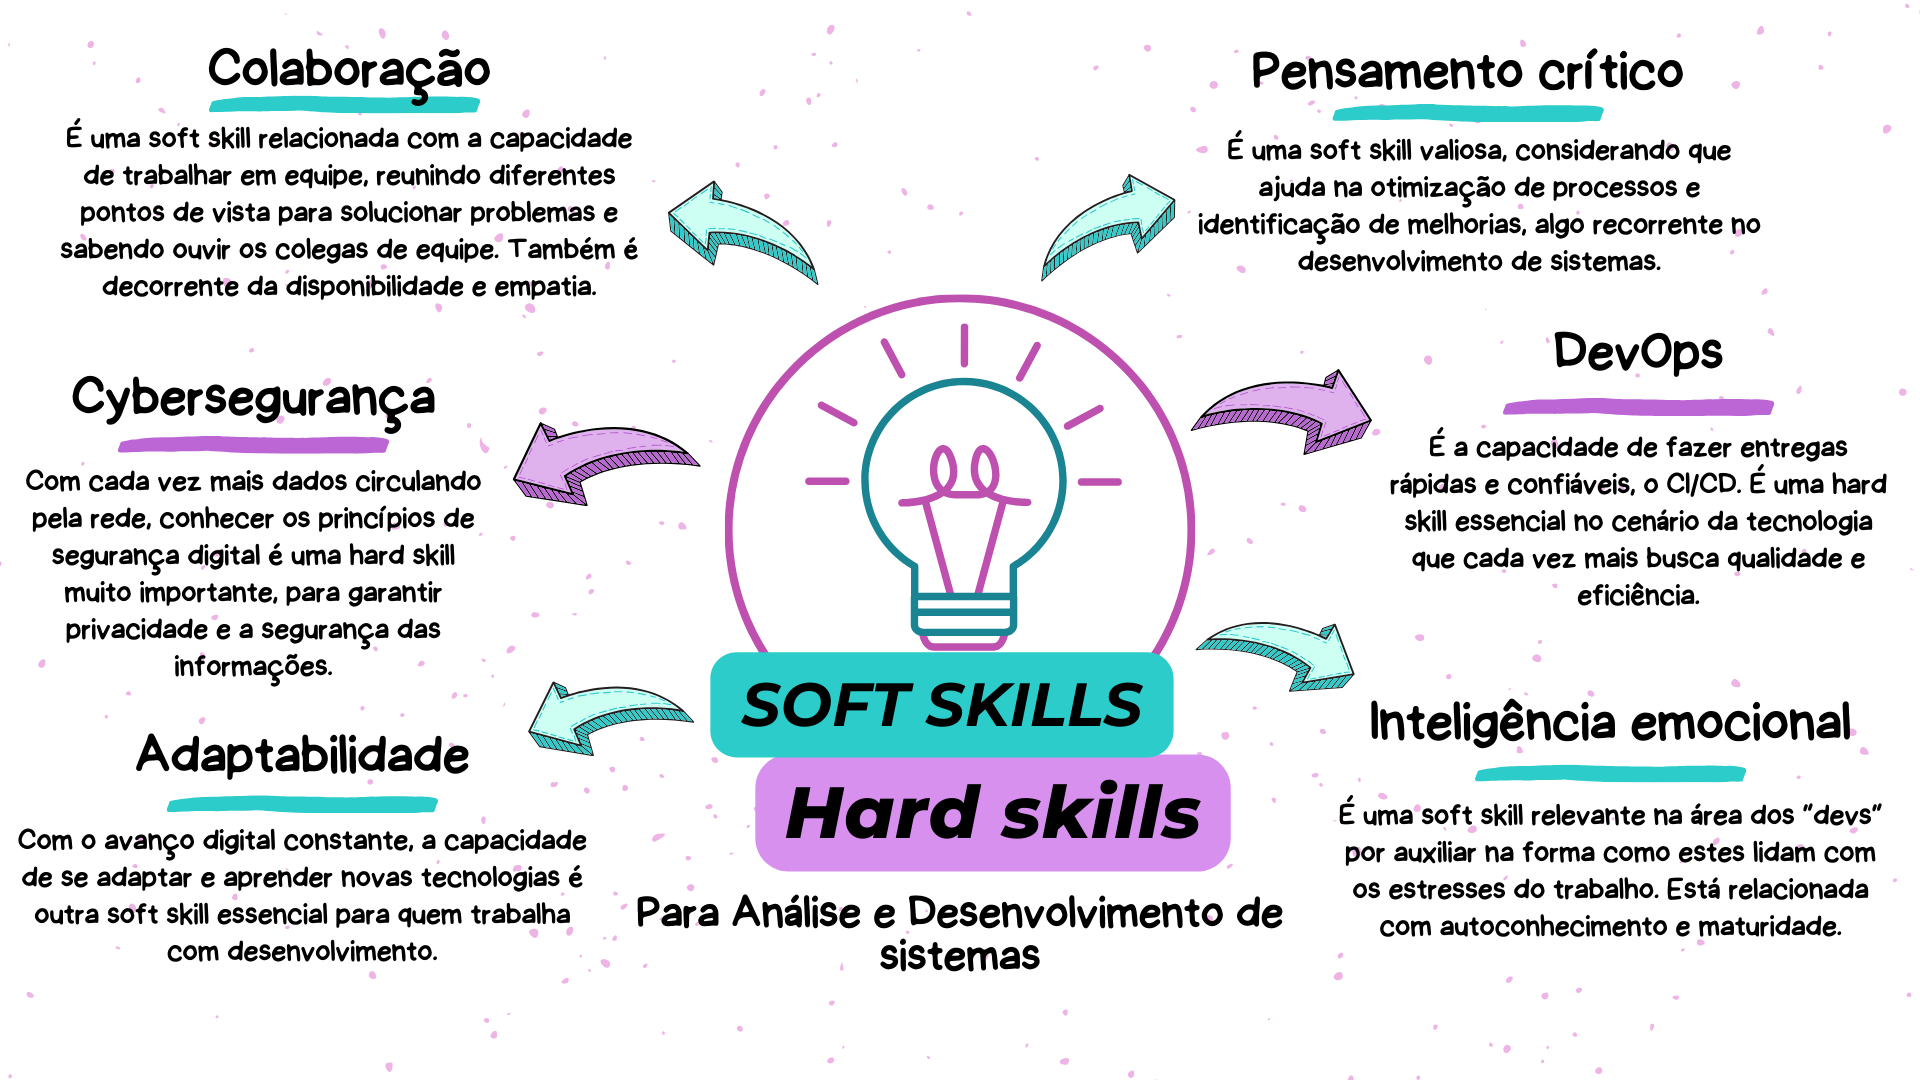 Colaboração
É uma soft skill relacionada com a capacidade
de trabalhar em equipe, reunindo diferentes
pontos de vista para solucionar problemas e
sabendo ouvir os colegas de equipe. Também é
decorrente da disponibilidade e empatia.
Cybersegurança
Com cada vez mais dados circulando
pela rede, conhecer os princípios de
segurança digital é uma hard skill
muito importante, para garantir
privacidade e a segurança das
informações.
Adaptabilidade
Com o avanço digital constante, a capacidade
de se adaptar e aprender novas tecnologias é
outra soft skill essencial para quem trabalha
com desenvolvimento.
SOFT SKILLS
Hard skills
Para Análise e Desenvolvimento de
sistemas
Pensamento crítico
É uma soft skill valiosa, considerando que
ajuda na otimização de processos e
identificação de melhorias, algo recorrente no
desenvolvimento de sistemas.
DevOps
É a capacidade de fazer entregas
rápidas e confiáveis, o CI/CD. É uma hard
skill essencial no cenário da tecnologia
que cada vez mais busca qualidade e
eficiência.
Inteligência emocional
É uma soft skill relevante na área dos "devs"
por auxiliar na forma como estes lidam com
os estresses do trabalho. Está relacionada
com autoconhecimento e maturidade.